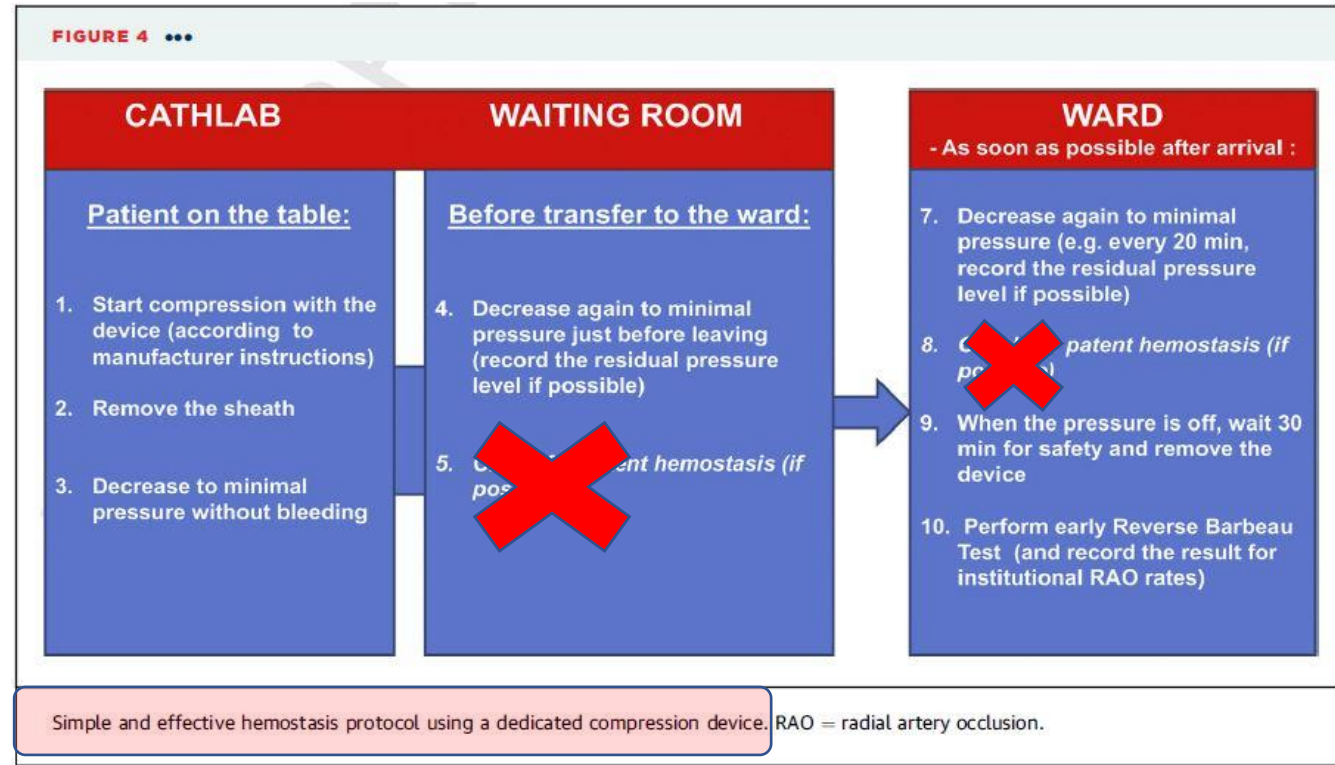 FIGURE 4 •••
CATHLAB
WAITING ROOM
WARD
- As soon as possible after arrival :
Patient on the table:
1. Start compression with the
device (according to
manufacturer instructions)
2. Remove the sheath
3. Decrease to minimal
pressure without bleeding
Before transfer to the ward:
4. Decrease again to minimal
pressure just before leaving
(record the residual pressure
level if possible)
5. hemostasis (if
7. Decrease again to minimal
pressure (e.g. every 20 min,
record the residual pressure
level if possible)
8. patent hemostasis (if
9. When the pressure is off, wait 30
min for safety and remove the
device
10. Perform early Reverse Barbeau
Test (and record the result for
institutional RAO rates)
Simple and effective hemostasis protocol using a dedicated compression device. RAO = radial artery occlusion.